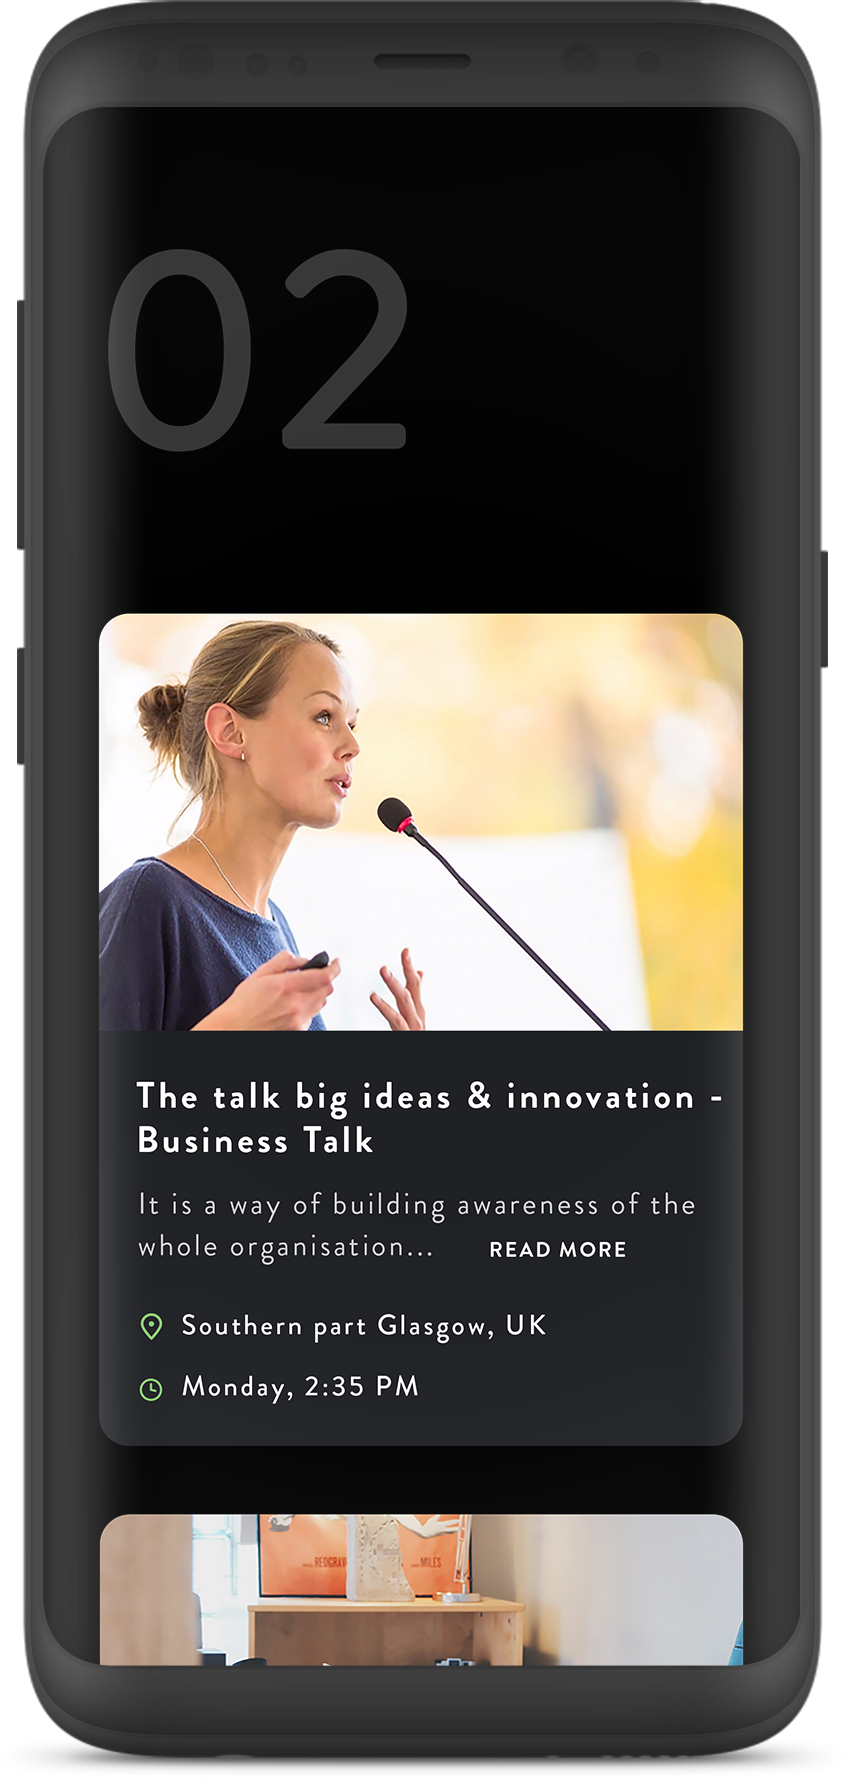 02
The talk big ideas & innovation -
Business Talk
It is a way of building awareness of the
whole organisation... READ MORE
Southern part Glasgow, UK
Monday, 2:35 PM
MILES